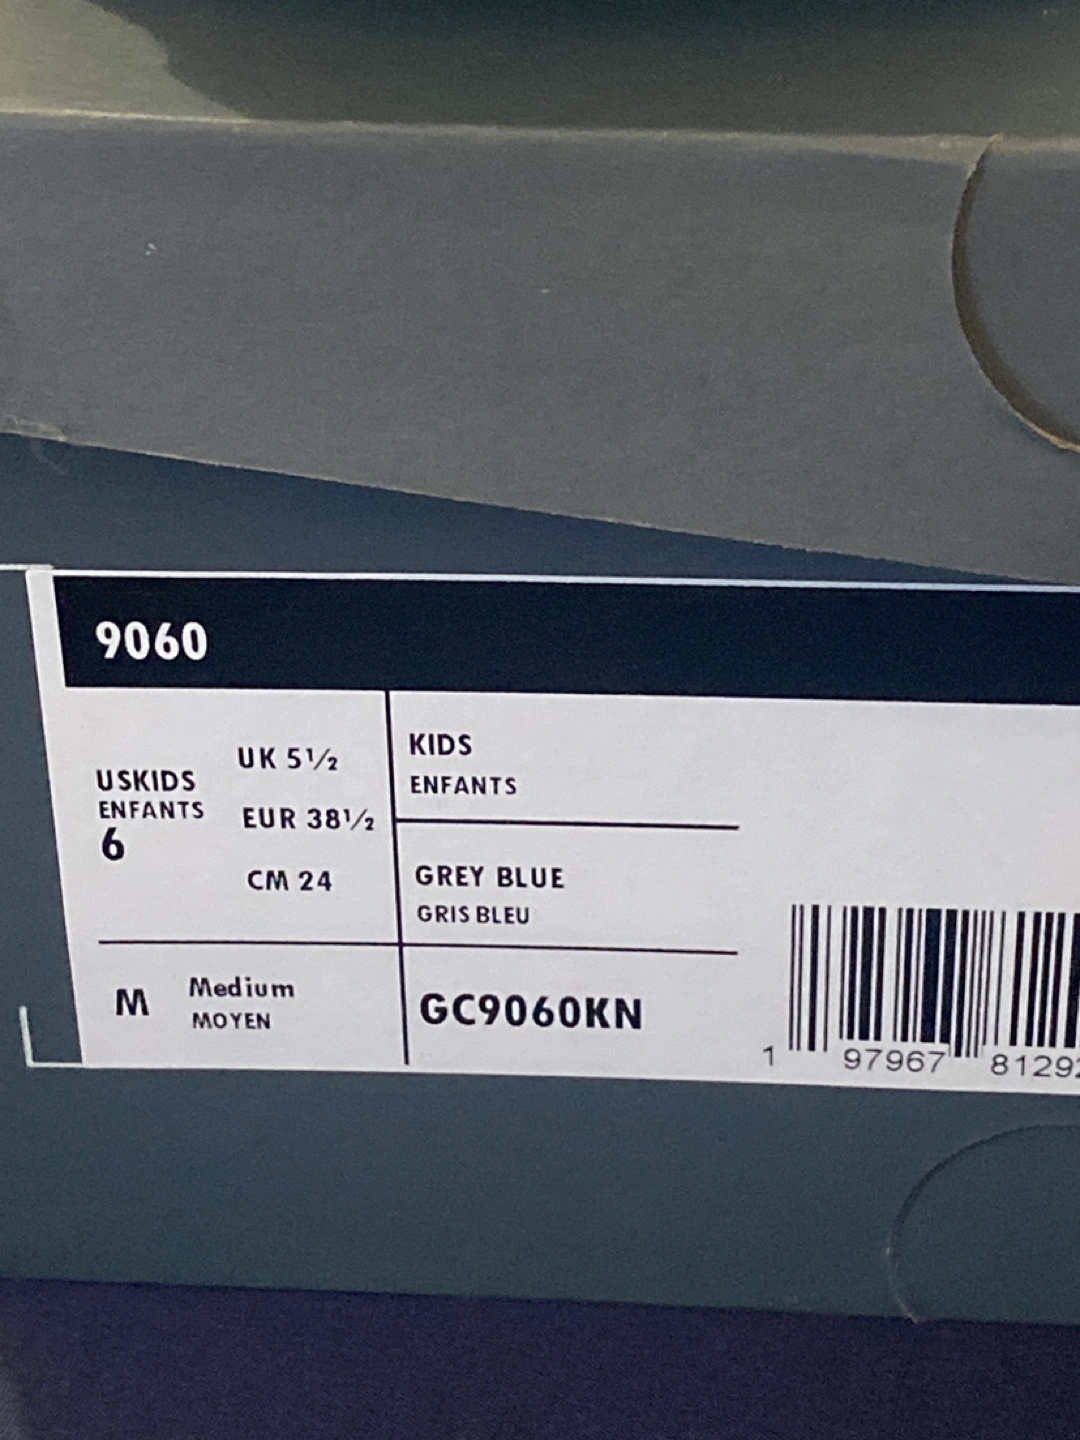 9060
USKIDS
ENFANTS
6
UK 5½
EUR 38½
CM 24
KIDS
ENFANTS
GREY BLUE
GRIS BLEU
M
Medium
MOYEN
GC9060KN
1 97967 8129